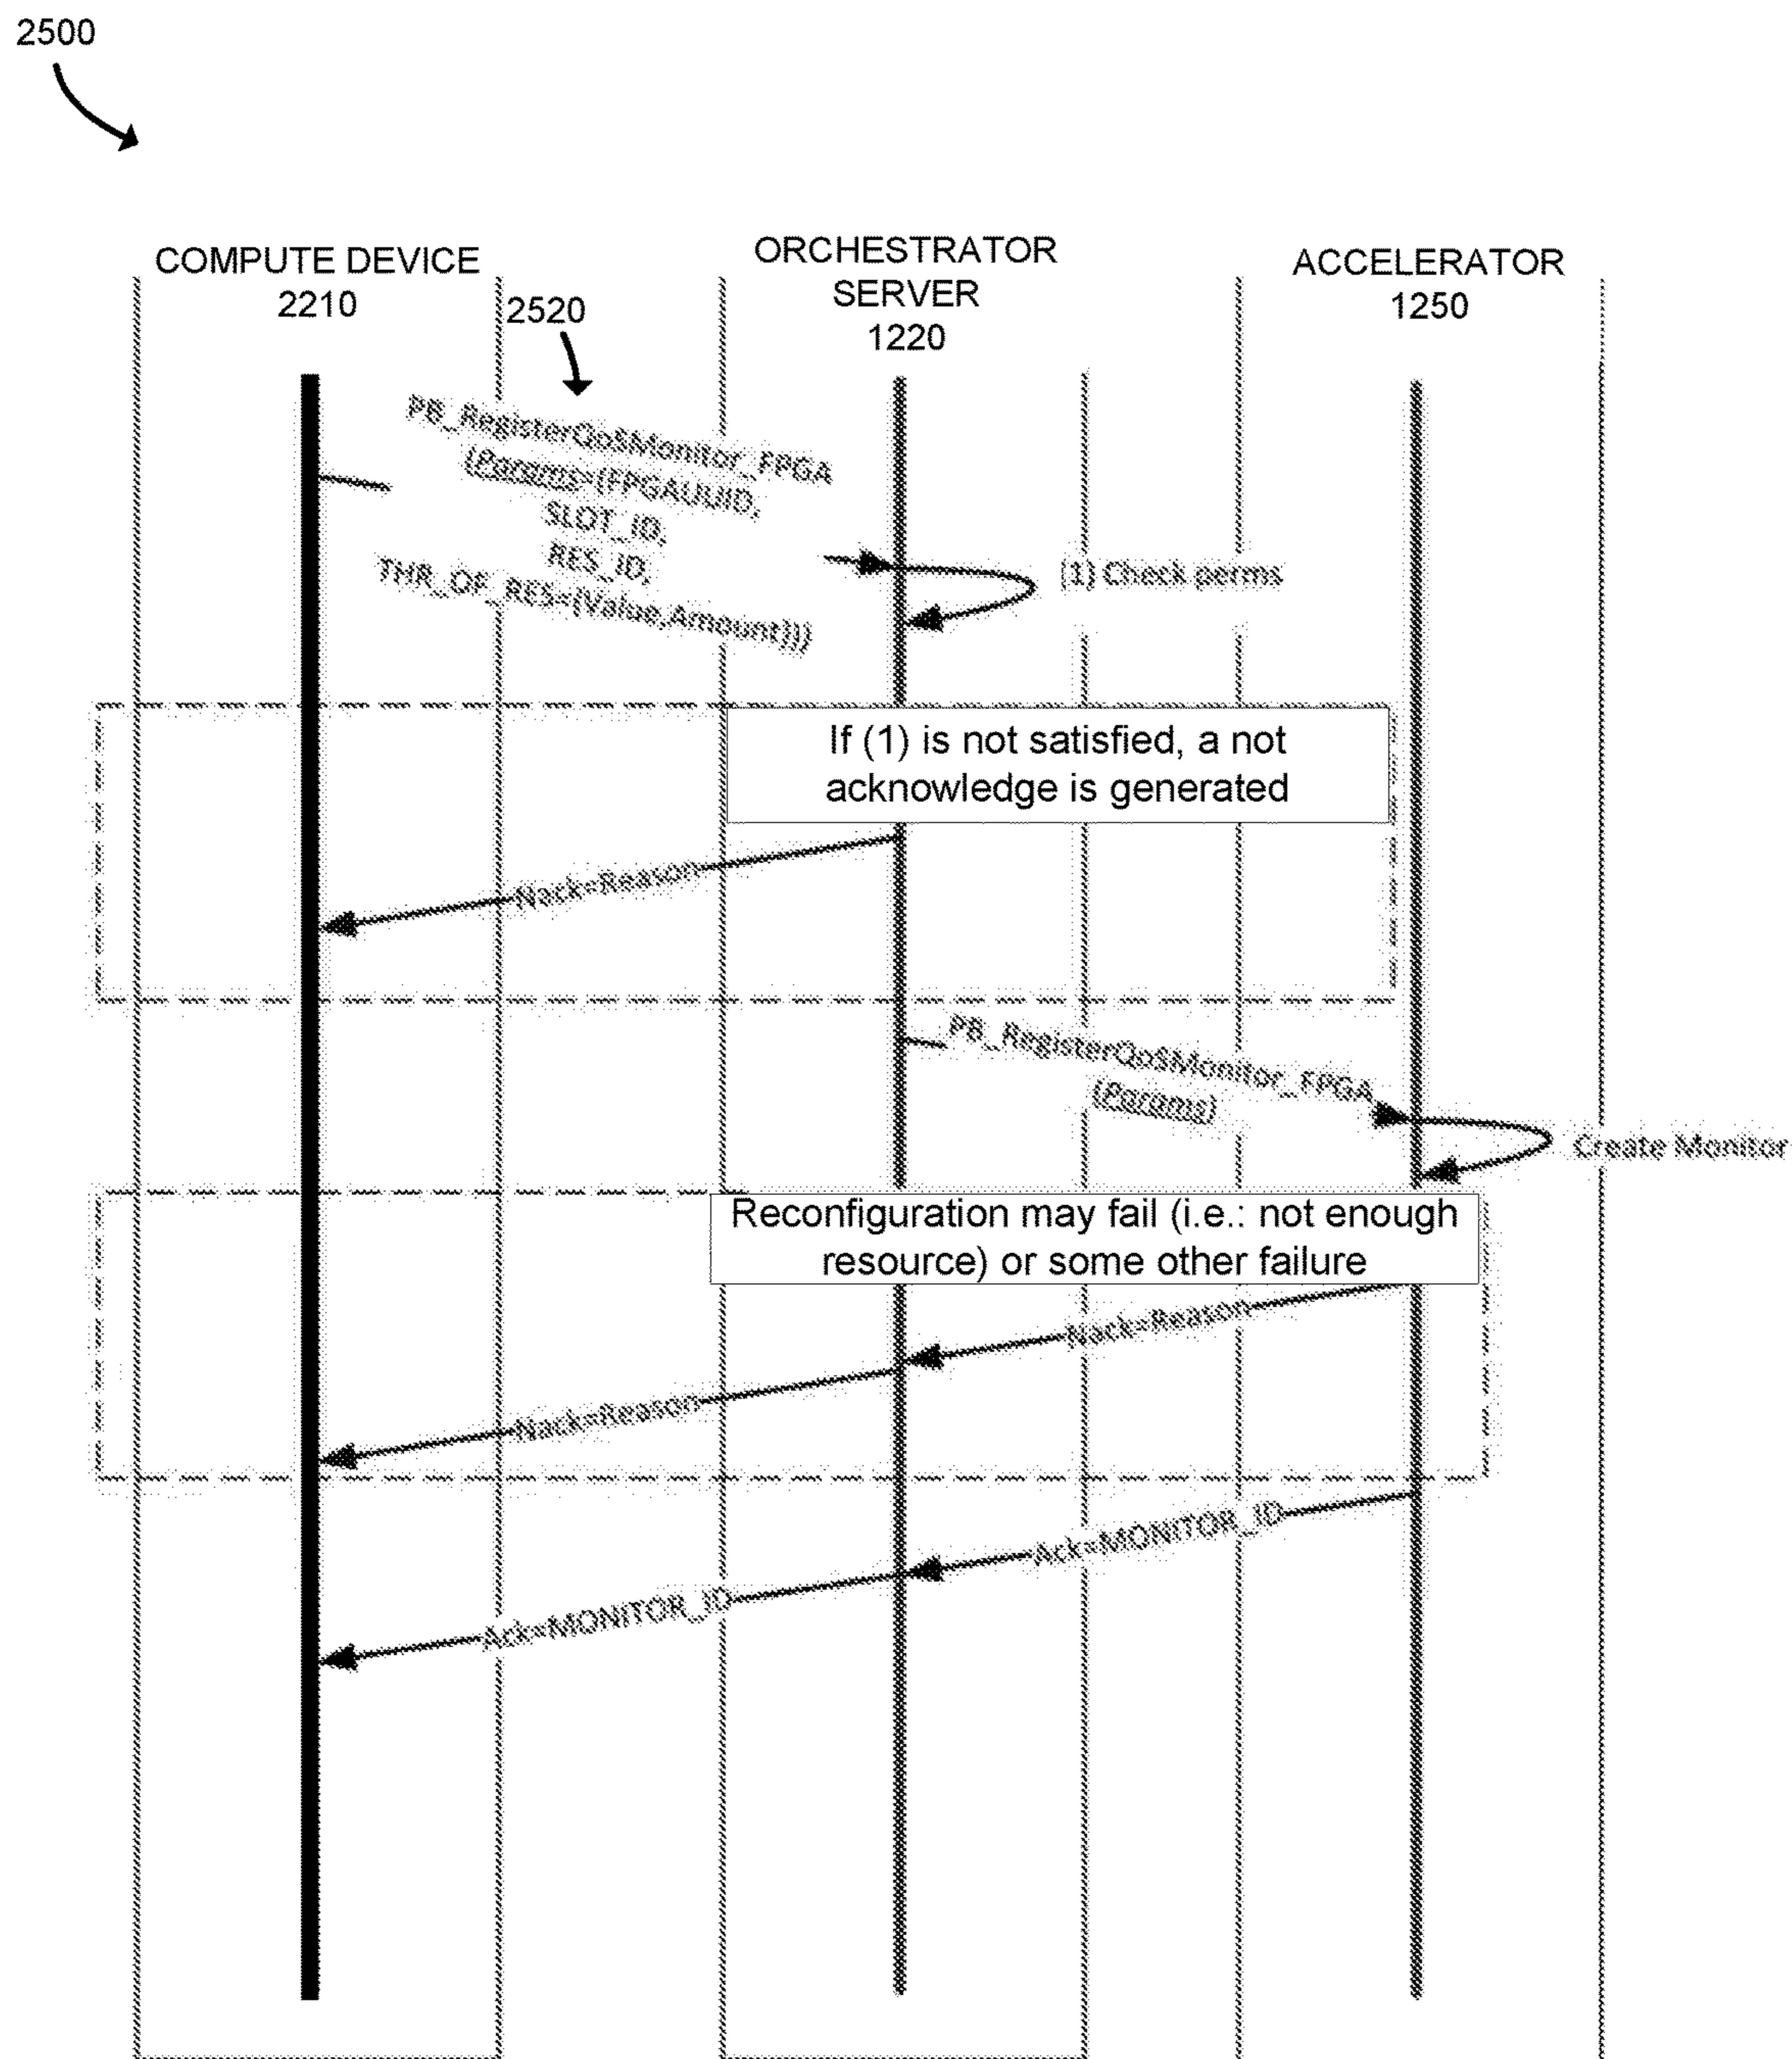 2500
COMPUTE DEVICE
2210
2520
ORCHESTRATOR
SERVER
1220
ACCELERATOR
1250
PB_RegisterQoSMonitor_FPGA
(Params=(FPGAUUID,
SLOT_ID,
RES_ID,
THR_OF_RES=[Value,Amount]))
(1) Check perms
If (1) is not satisfied, a not
acknowledge is generated
Nack=Reason
PB_RegisterQoSMonitor_FPGA
(Params)
Create Monitor
Reconfiguration may fail (i.e.: not enough
resource) or some other failure
Nack=Reason
Nack=Reason
Ack=MONITOR_ID
Ack=MONITOR_ID